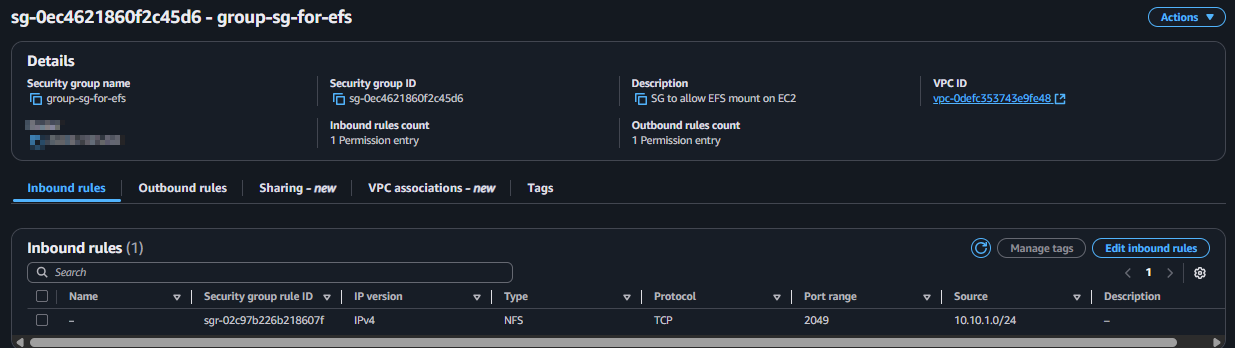 sg-0ec4621860f2c45d6 - group-sg-for-efs
Actions
Details
Security group name
group-sg-for-efs
Security group ID
sg-0ec4621860f2c45d6
Description
SG to allow EFS mount on EC2
VPC ID
vpc-0defc353743e9fe48
Inbound rules count
1 Permission entry
Outbound rules count
1 Permission entry
Inbound rules
Outbound rules
Sharing - new
VPC associations - new
Tags
Inbound rules (1)
Manage tags
Edit inbound rules
Search
1
Name
Security group rule ID
IP version
Type
Protocol
Port range
Source
Description
–
sgr-02c97b226b218607f
IPv4
NFS
TCP
2049
10.10.1.0/24
–